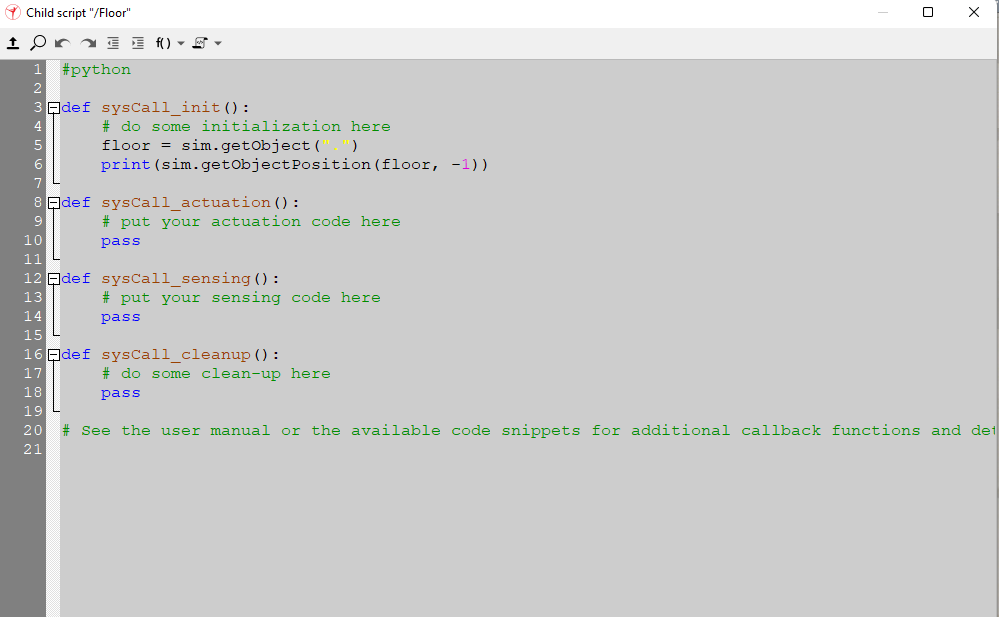 Child script "/Floor"
f()
1 #python
2
3 def sysCall_init():
4 # do some initialization here
5 floor = sim.getObject(".")
6 print(sim.getObjectPosition(floor, -1))
7
8 def sysCall_actuation():
9 # put your actuation code here
10 pass
11
12 def sysCall_sensing():
13 # put your sensing code here
14 pass
15
16 def sysCall_cleanup():
17 # do some clean-up here
18 pass
19
20 # See the user manual or the available code snippets for additional callback functions and det
21